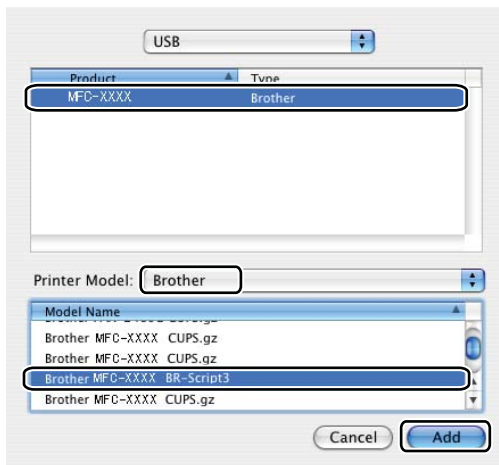 USB
Product Type
MFC-XXXX Brother
Printer Model: Brother
Model Name
Brother MFC-XXXX CUPS.gz
Brother MFC-XXXX CUPS.gz
Brother MFC-XXXX BR-Script3
Brother MFC-XXXX CUPS.gz
Cancel Add